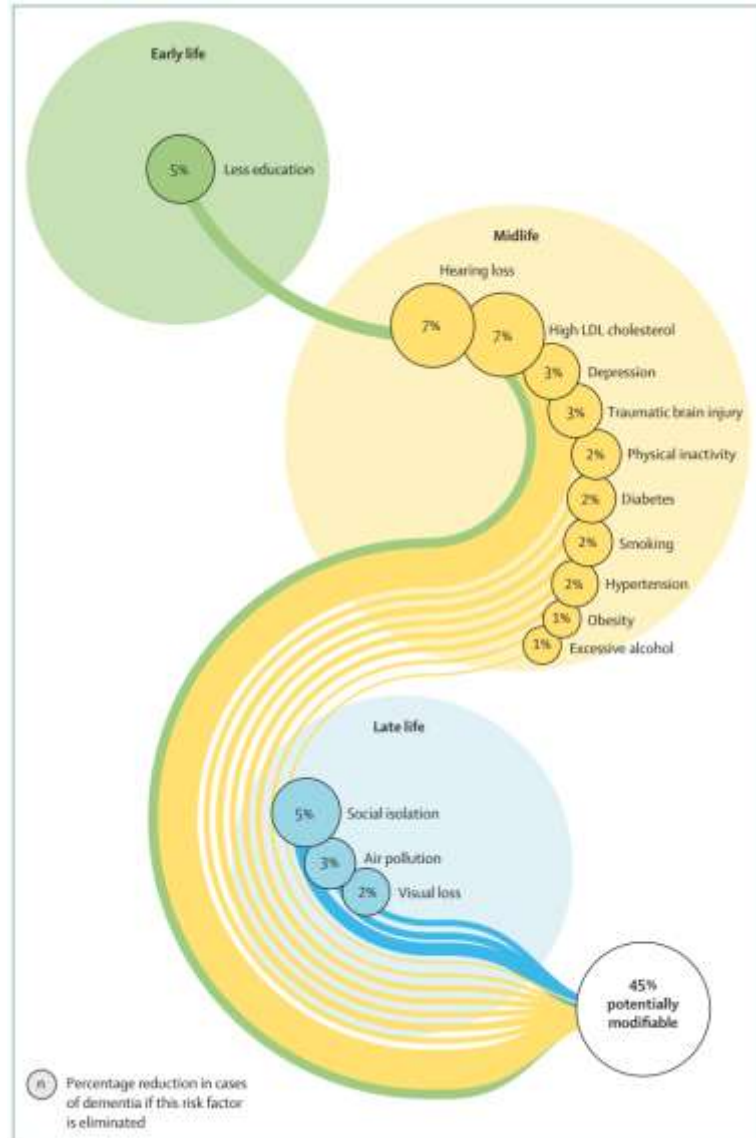 Early life
5%
Less education
Midlife
Hearing loss
7%
7%
High LDL cholesterol
3%
Depression
3%
Traumatic brain injury
2%
Physical inactivity
2%
Diabetes
2%
Smoking
2%
Hypertension
1%
Obesity
1%
Excessive alcohol
Late life
5%
Social isolation
3%
Air pollution
2%
Visual loss
45%
potentially
modifiable
n
Percentage reduction in cases
of dementia if this risk factor
is eliminated